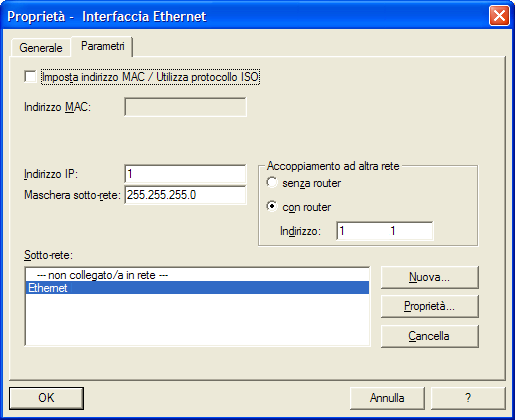 Proprietà - Interfaccia Ethernet
Generale Parametri
Imposta indirizzo MAC / Utilizza protocollo ISO
Indirizzo MAC:
Accoppiamento ad altra rete
Indirizzo IP: 1
senza router
Maschera sotto-rete: 255.255.255.0
con router
Indirizzo: 1 1
Sotto-rete:
--- non collegato/a in rete ---
Ethernet
Nuova...
Proprietà...
Cancella
OK Annulla ?